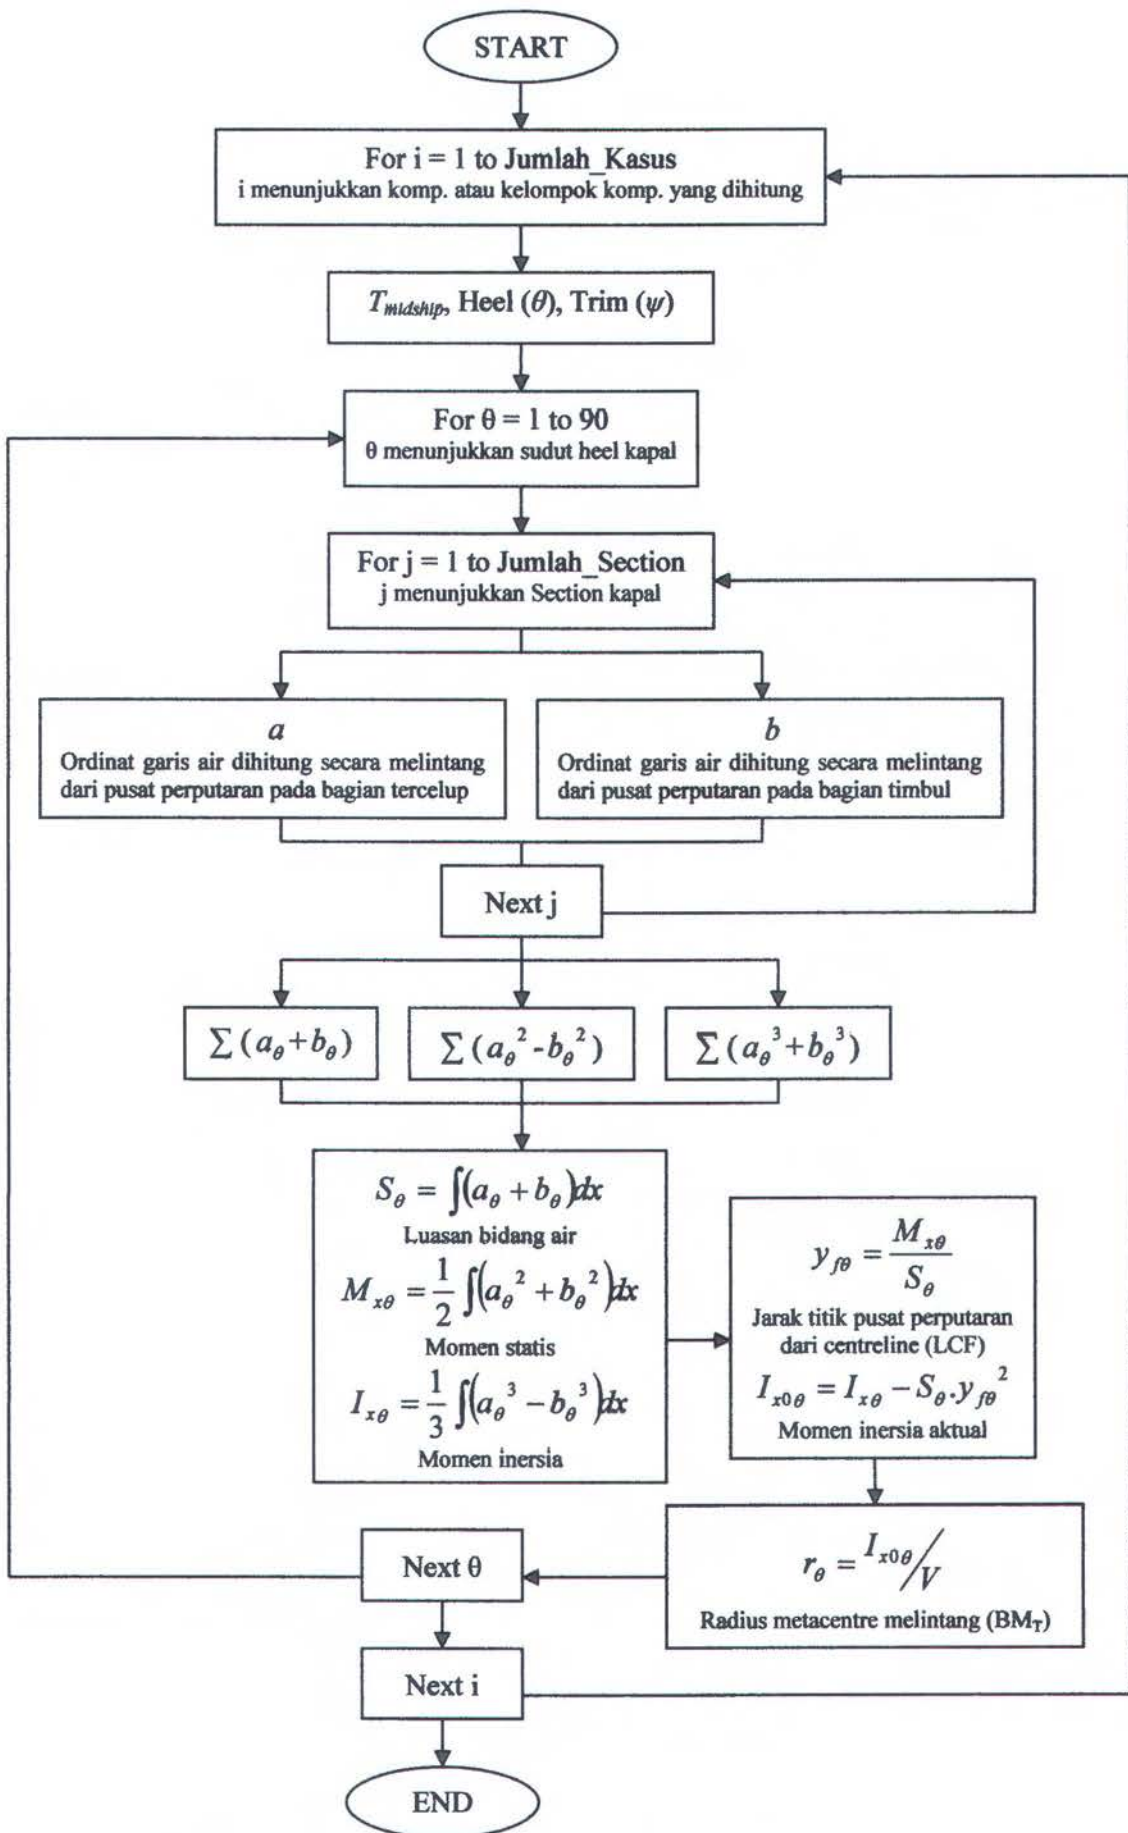 START
For i = 1 to Jumlah_Kasus
i menunjukkan komp. atau kelompok komp. yang dihitung
T_midship, Heel (θ), Trim (ψ)
For θ = 1 to 90
θ menunjukkan sudut heel kapal
For j = 1 to Jumlah_Section
j menunjukkan Section kapal
a
Ordinat garis air dihitung secara melintang
dari pusat perputaran pada bagian tercelup
b
Ordinat garis air dihitung secara melintang
dari pusat perputaran pada bagian timbul
Next j
∑ (a_θ + b_θ)
∑ (a_θ² - b_θ²)
∑ (a_θ³ + b_θ³)
S_θ = ∫(a_θ + b_θ)dx
Luasan bidang air
M_xθ = 1/2 ∫(a_θ² + b_θ²)dx
Momen statis
I_xθ = 1/3 ∫(a_θ³ − b_θ³)dx
Momen inersia
y_fθ = M_xθ / S_θ
Jarak titik pusat perputaran
dari centreline (LCF)
I_x0θ = I_xθ − S_θ.y_fθ²
Momen inersia aktual
r_θ = I_x0θ / V
Radius metacentre melintang (BM_T)
Next θ
Next i
END